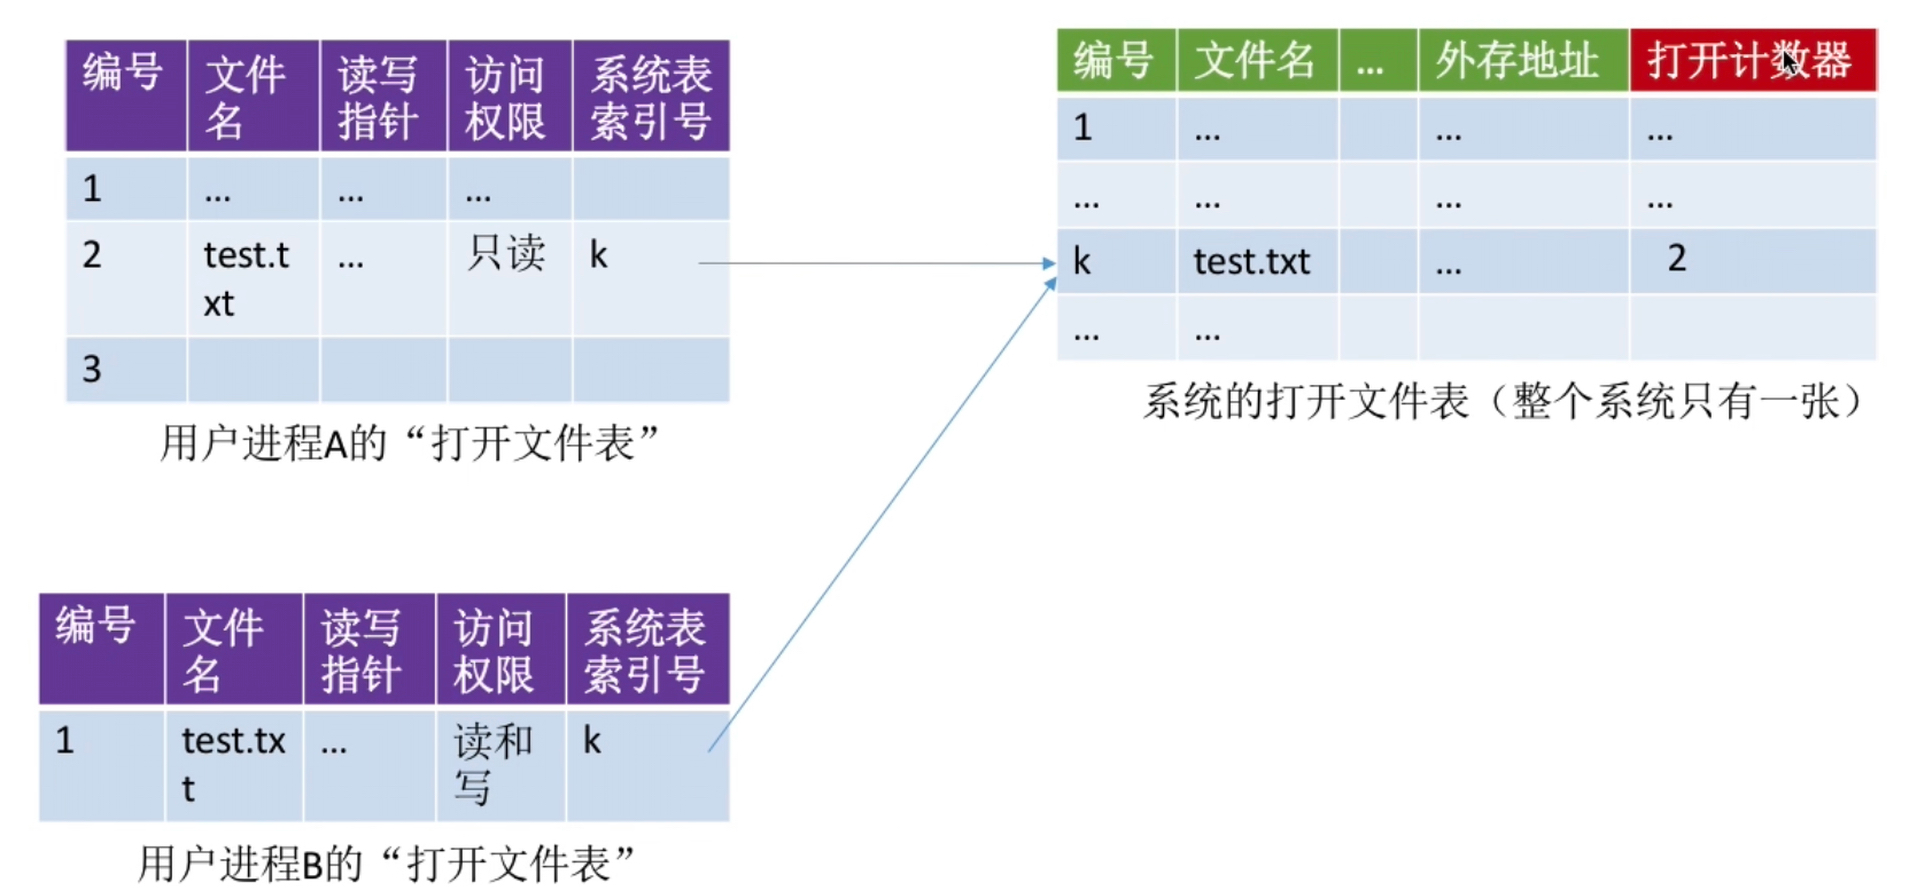 编号 文件名 读写指针 访问权限 系统表索引号
1 ... ... ...
2 test.txt ... 只读 k
3
用户进程A的“打开文件表”
编号 文件名 ... 外存地址 打开计数器
1 ... ... ...
... ... ... ...
k test.txt ... 2
... ...
系统的打开文件表（整个系统只有一张）
编号 文件名 读写指针 访问权限 系统表索引号
1 test.txt ... 读和写 k
用户进程B的“打开文件表”